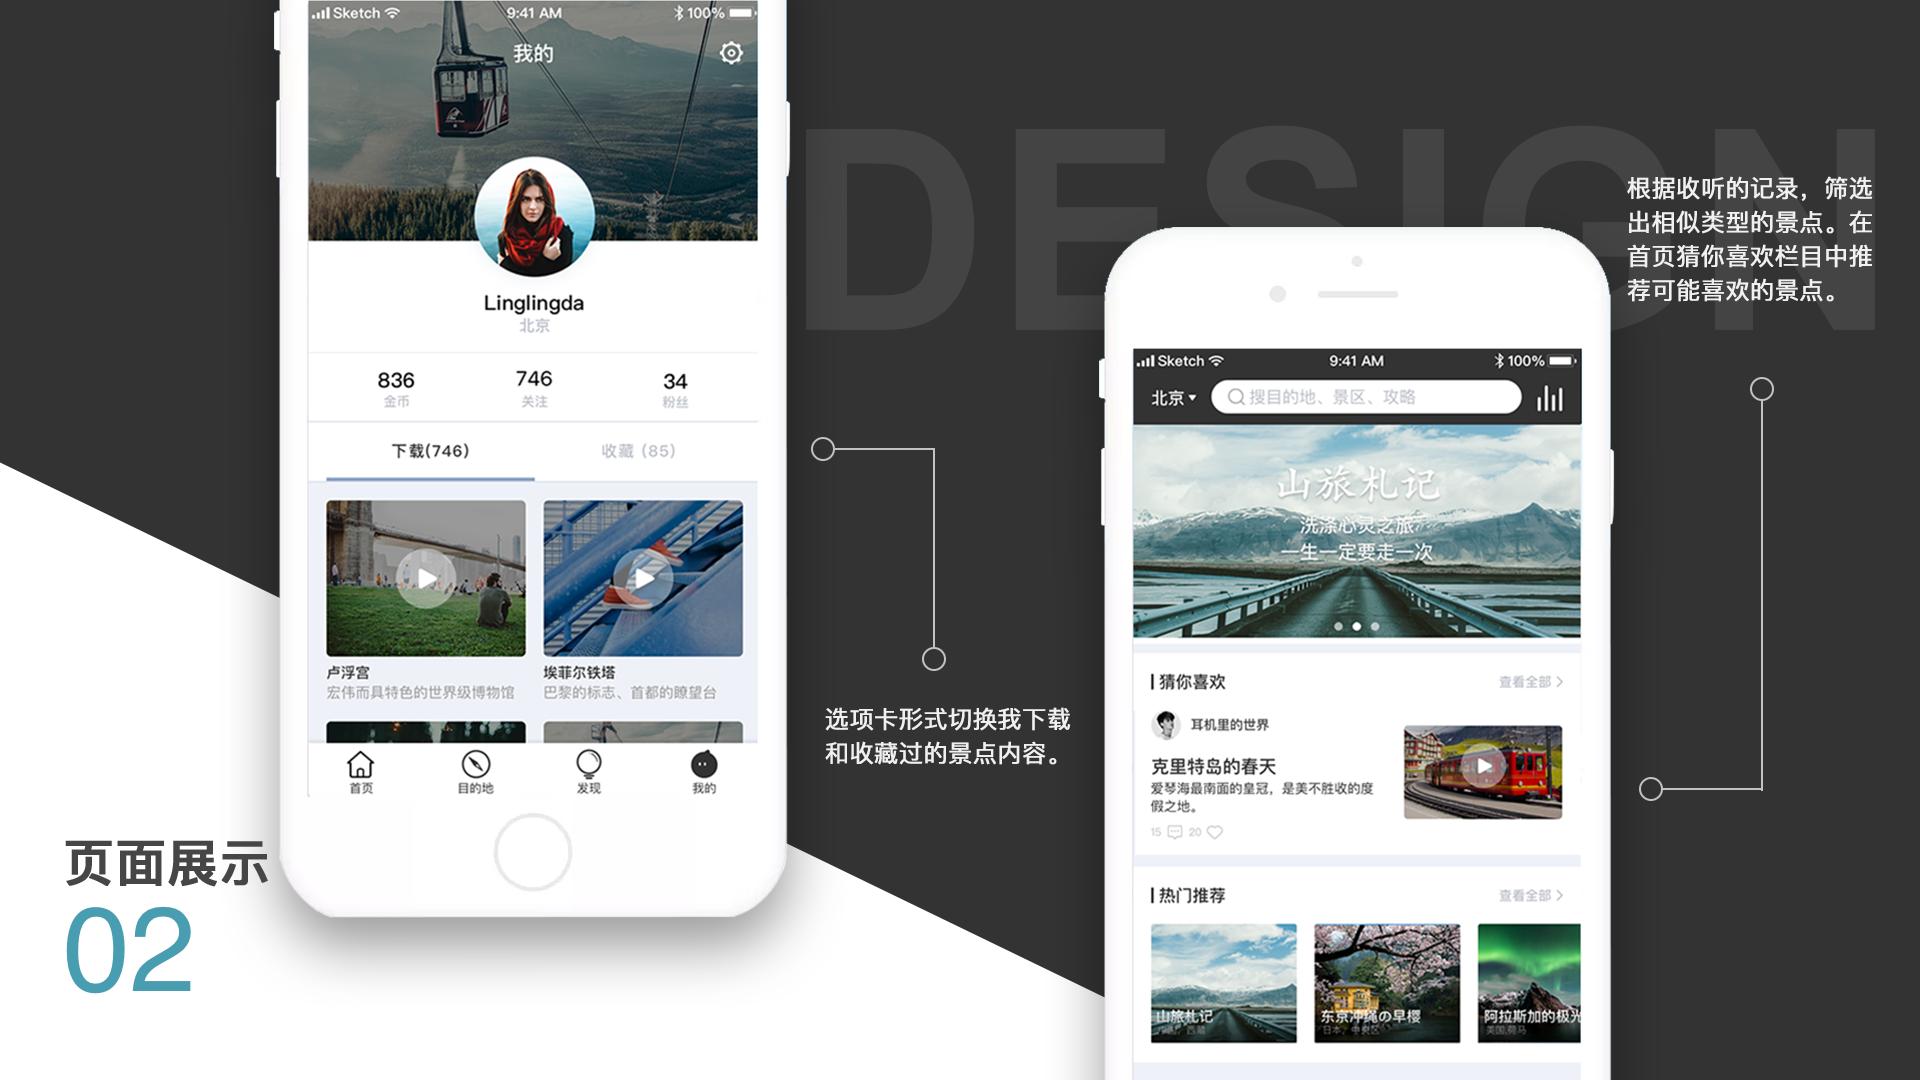 DESIGN
Sketch 9:41 AM 100%
我的
Linglingda
北京
836 746 34
金币 关注 粉丝
下载(746) 收藏 (85)
卢浮宫 埃菲尔铁塔
宏伟而具特色的世界级博物馆 巴黎的标志、首都的瞭望台
首页 目的地 发现 我的
选项卡形式切换我下载
和收藏过的景点内容。
页面展示
02
根据收听的记录，筛选
出相似类型的景点。在
首页猜你喜欢栏目中推
荐可能喜欢的景点。
Sketch 9:41 AM 100%
北京 搜目的地、景区、攻略
山旅札记
洗涤心灵之旅
一生一定要走一次
猜你喜欢 查看全部
耳机里的世界
克里特岛的春天
爱琴海最南面的皇冠，是美不胜收的度
假之地。
15 20
热门推荐 查看全部
山旅札记 东京冲绳の早樱 阿拉斯加的极光